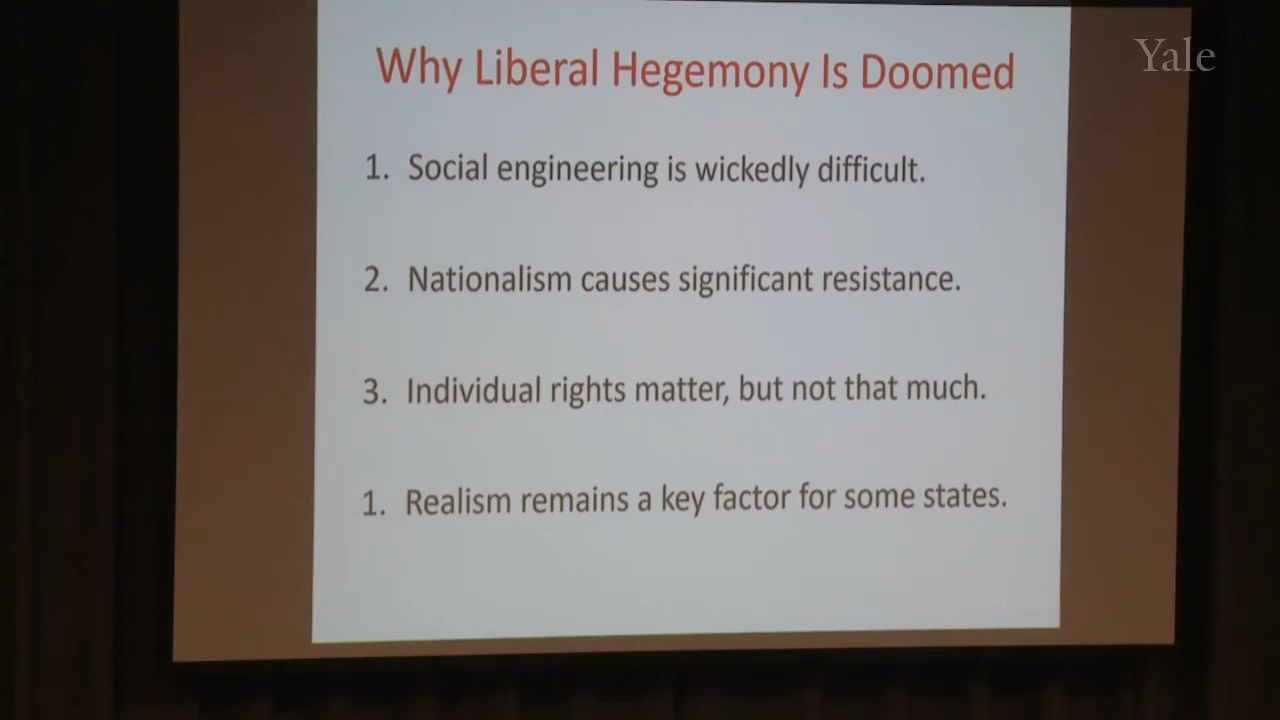 Why Liberal Hegemony Is Doomed
Yale
1. Social engineering is wickedly difficult.
2. Nationalism causes significant resistance.
3. Individual rights matter, but not that much.
1. Realism remains a key factor for some states.